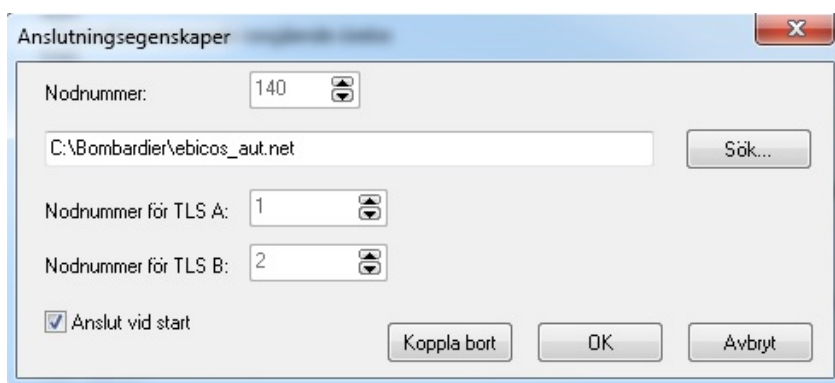 Anslutningsegenskaper
Nodnummer: 140
C:\Bombardier\ebicos_aut.net Sök...
Nodnummer för TLS A: 1
Nodnummer för TLS B: 2
Anslut vid start
Koppla bort OK Avbryt